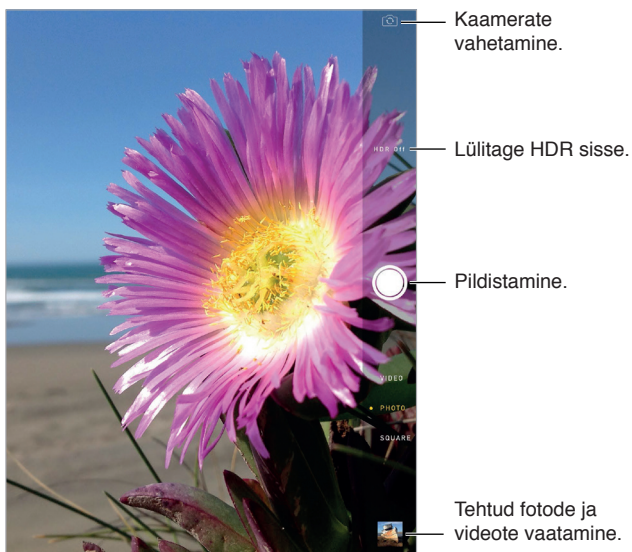 Kaamerate
vahetamine.
HDR Off
Lülitage HDR sisse.
Pildistamine.
VIDEO
PHOTO
SQUARE
Tehtud fotode ja
videote vaatamine.